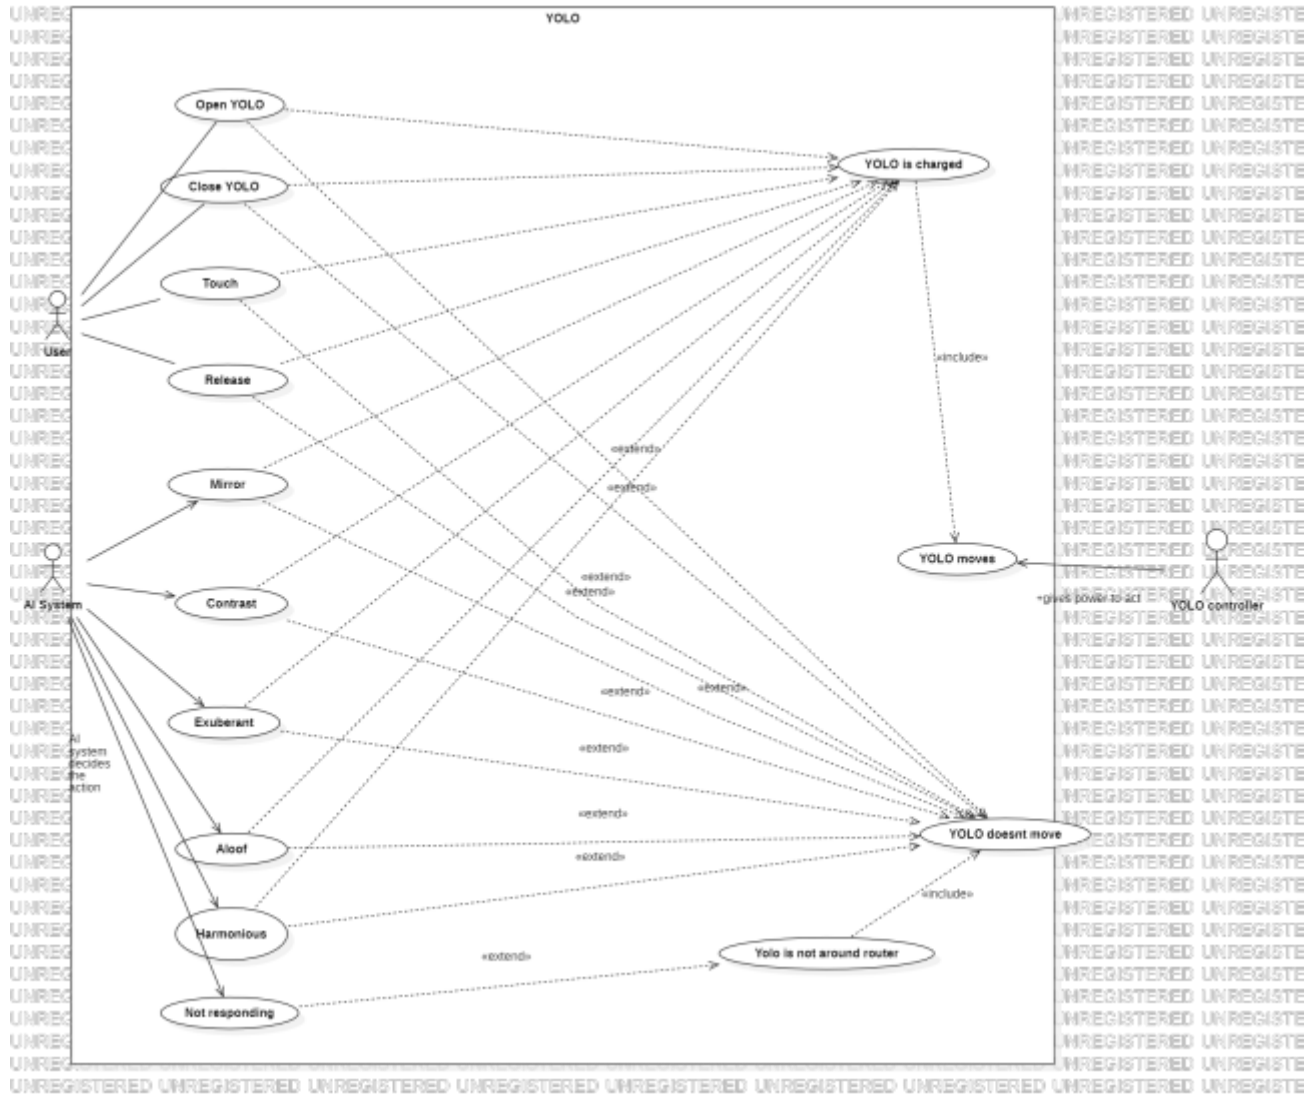 YOLO
Open YOLO
YOLO is charged
Close YOLO
Touch
User
«include»
Release
«extend»
Mirror
«extend»
YOLO moves
«extend»
«extend»
+gives power to act
Contrast
AI System
YOLO controller
«extend»
«extend»
Exuberant
«extend»
AI
system
decides
the
action
«extend»
YOLO doesnt move
Aloof
«extend»
«include»
Harmonious
Yolo is not around router
«extend»
Not responding
UNREGISTERED UNREGISTERED UNREGISTERED UNREGISTERED UNREGISTERED UNREGISTERED UNREGISTERED UNREGISTERED